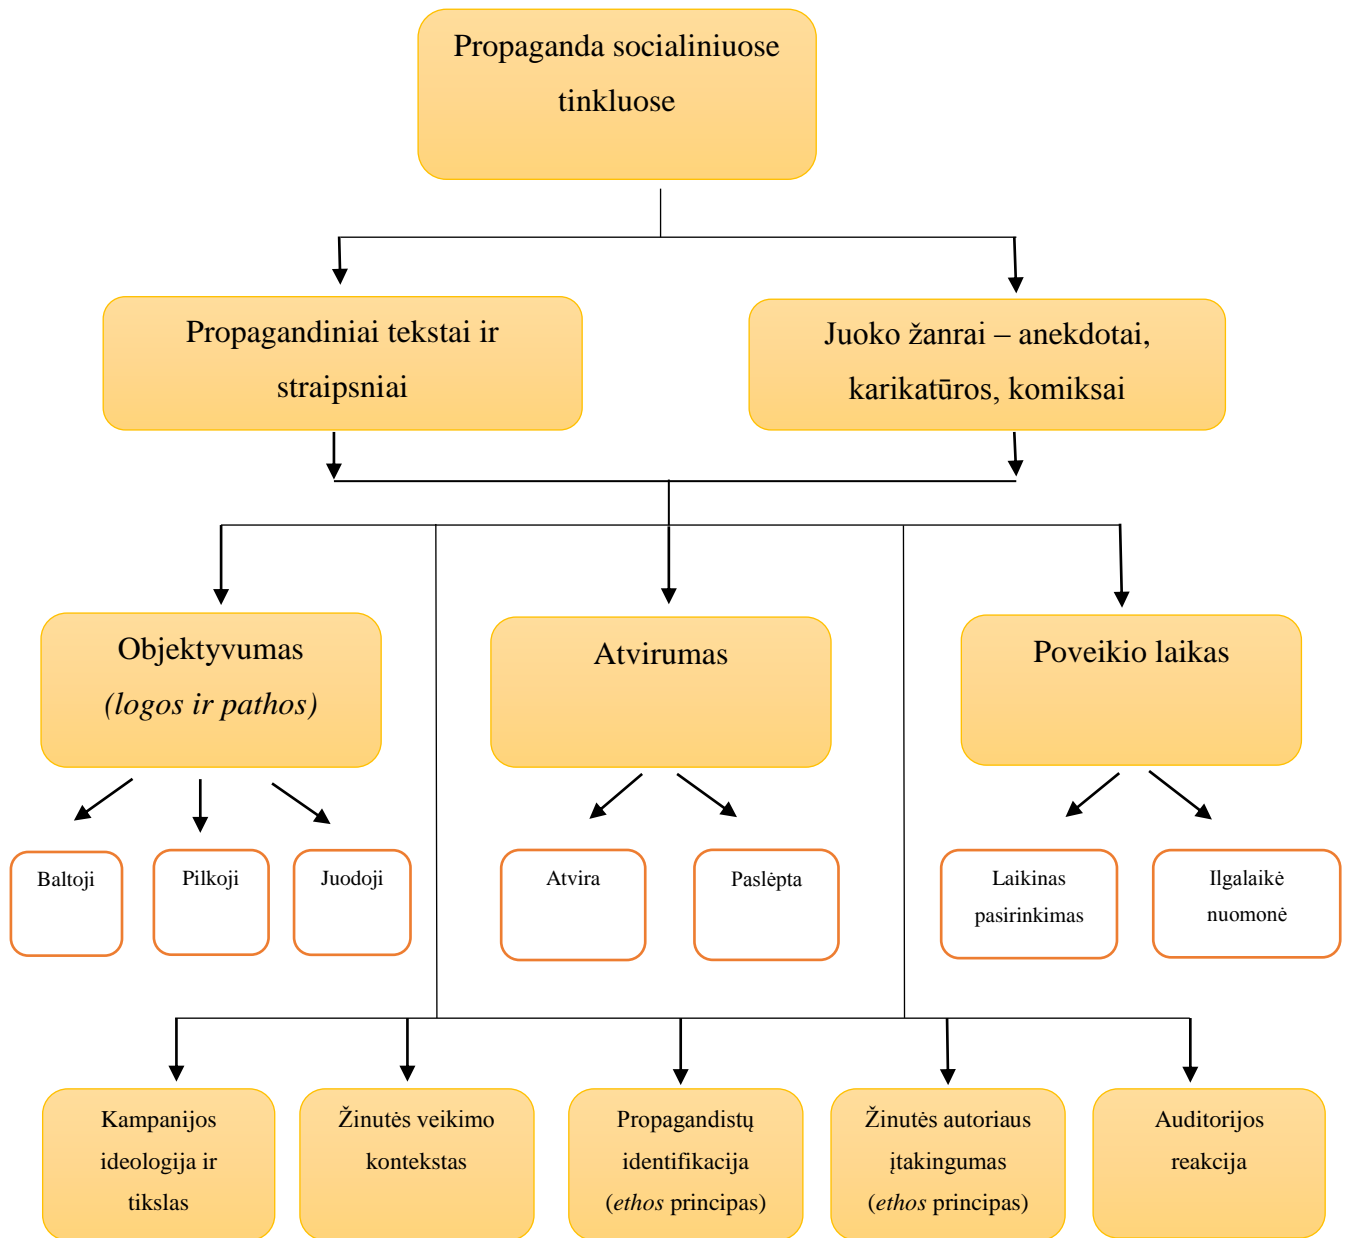 Propaganda socialiniuose
tinkluose
Propagandiniai tekstai ir
straipsniai
Juoko žanrai – anekdotai,
karikatūros, komiksai
Objektyvumas
(logos ir pathos)
Atvirumas
Poveikio laikas
Baltoji
Pilkoji
Juodoji
Atvira
Paslėpta
Laikinas
pasirinkimas
Ilgalaikė
nuomonė
Kampanijos
ideologija ir
tikslas
Žinutės veikimo
kontekstas
Propagandistų
identifikacija
(ethos principas)
Žinutės autoriaus
įtakingumas
(ethos principas)
Auditorijos
reakcija